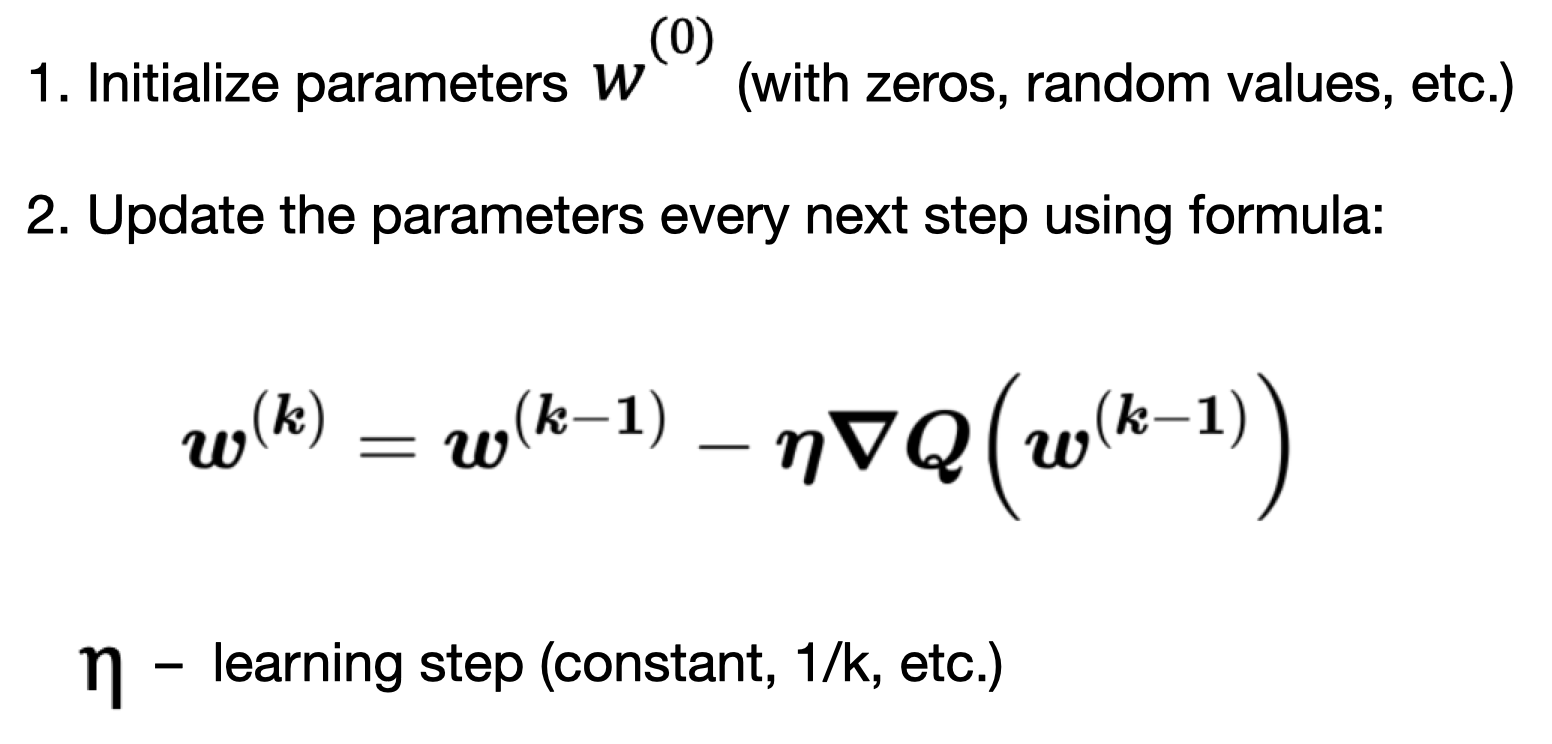 1. Initialize parameters w^(0) (with zeros, random values, etc.)
2. Update the parameters every next step using formula:
w^(k) = w^(k−1) − η∇Q(w^(k−1))
η – learning step (constant, 1/k, etc.)